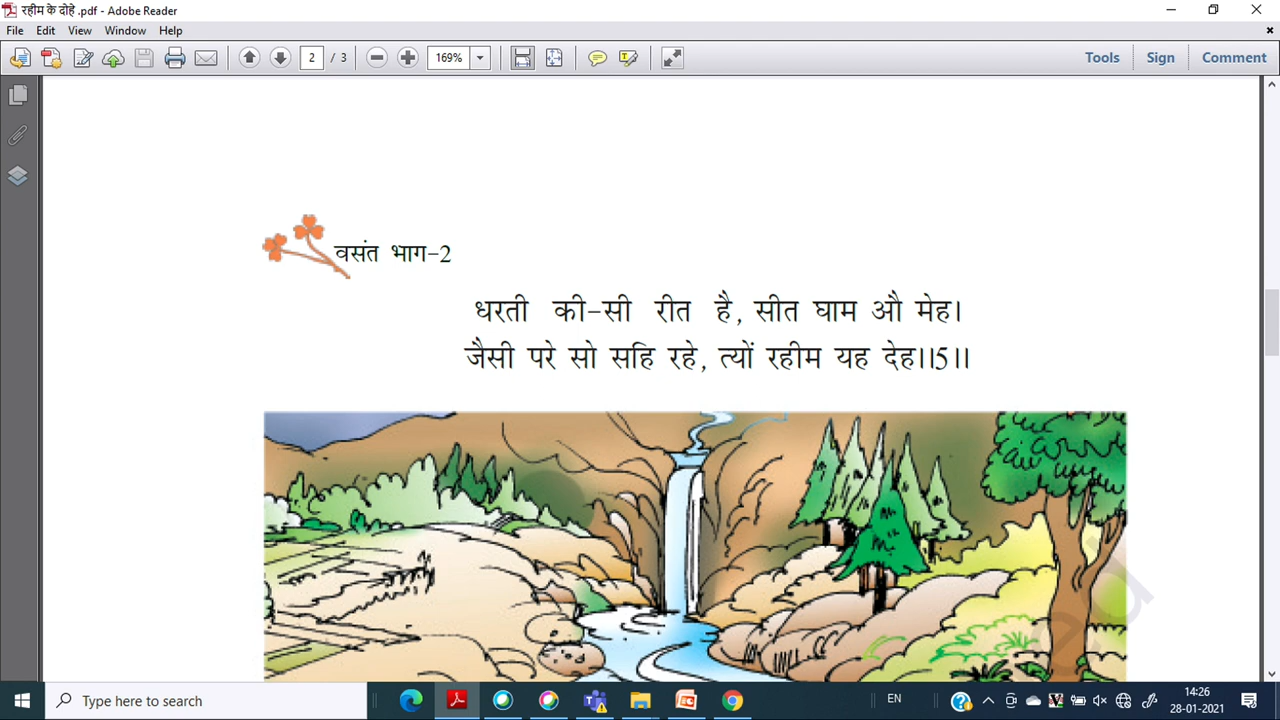 रहीम के दोहे .pdf - Adobe Reader
File Edit View Window Help
2 / 3 169% Tools Sign Comment
वसंत भाग-2
धरती की-सी रीत है, सीत घाम औ मेह।
जैसी परे सो सहि रहे, त्यों रहीम यह देह।।5।।
ed
Type here to search
EN
14:26
28-01-2021